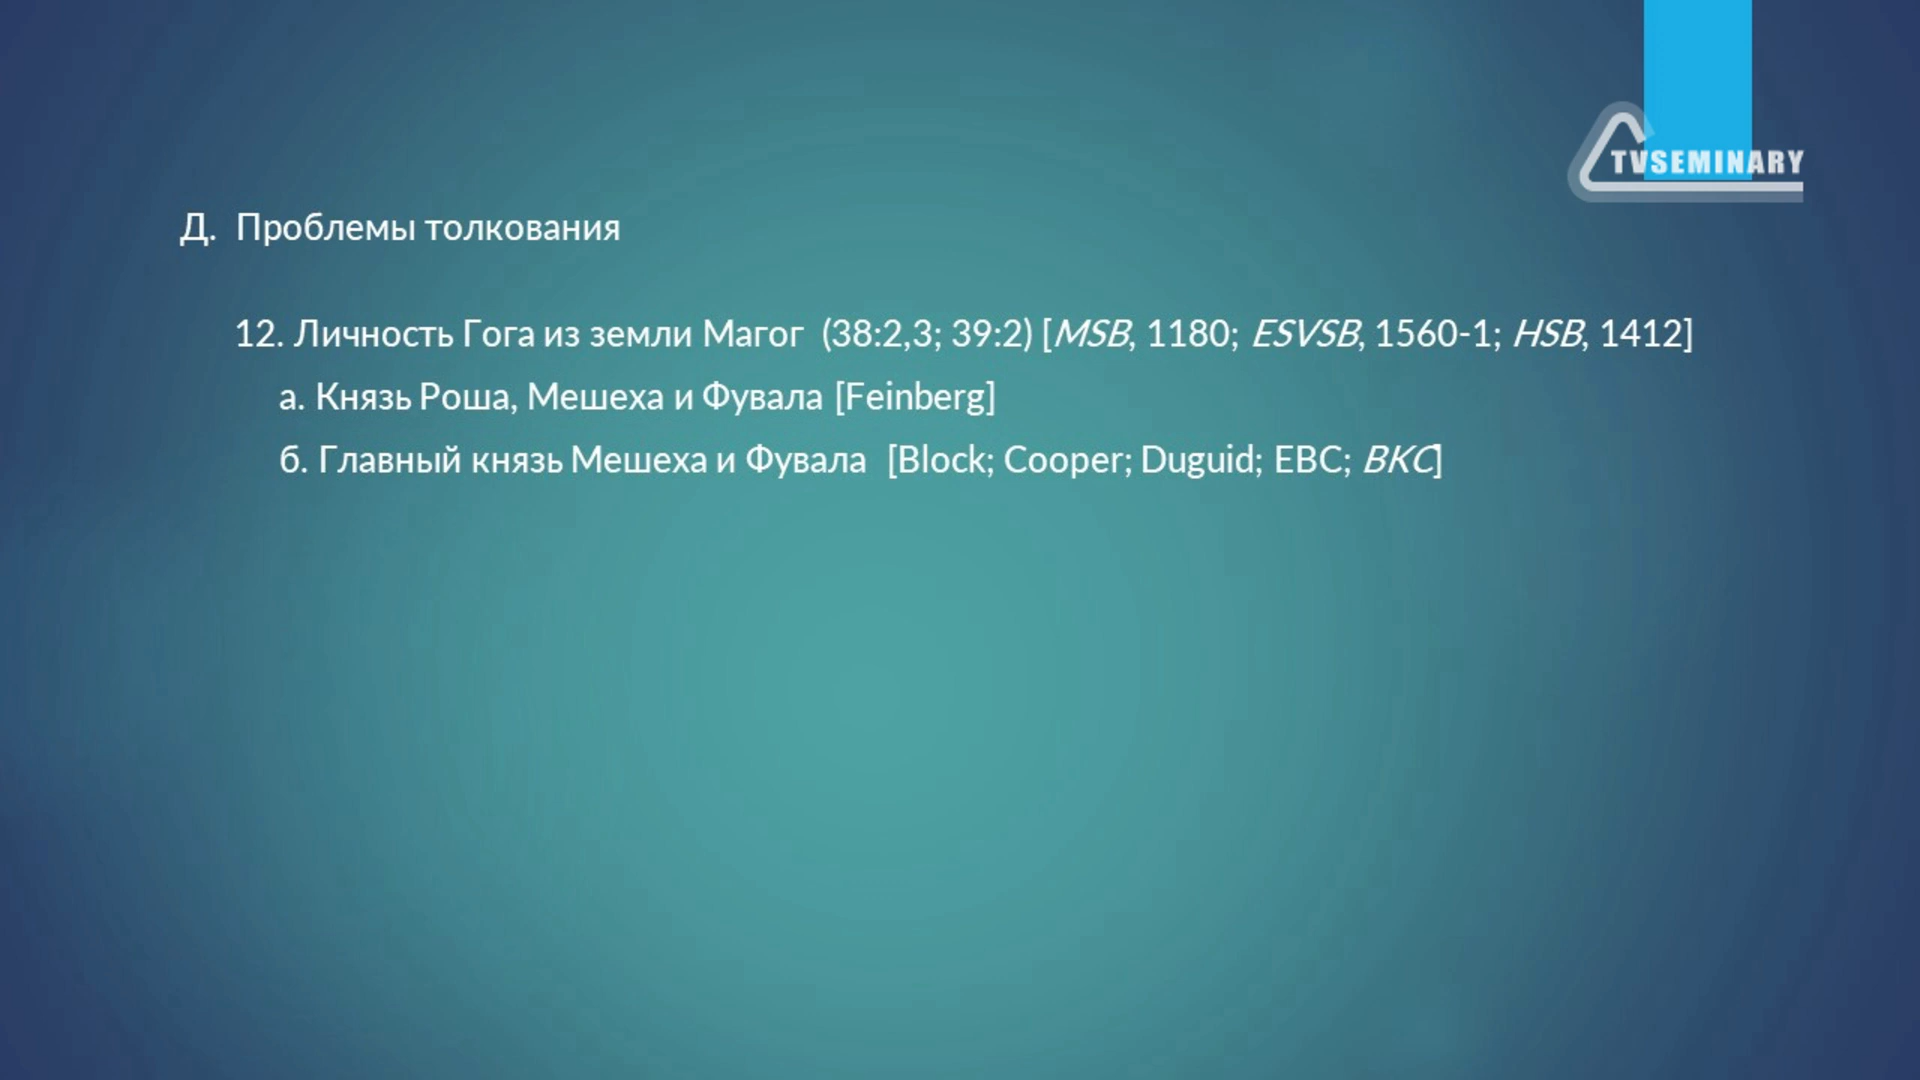 TVSEMINARY
Д. Проблемы толкования
12. Личность Гога из земли Магог (38:2,3; 39:2) [MSB, 1180; ESVSB, 1560-1; HSB, 1412]
а. Князь Роша, Мешеха и Фувала [Feinberg]
б. Главный князь Мешеха и Фувала [Block; Cooper; Duguid; EBC; BKC]